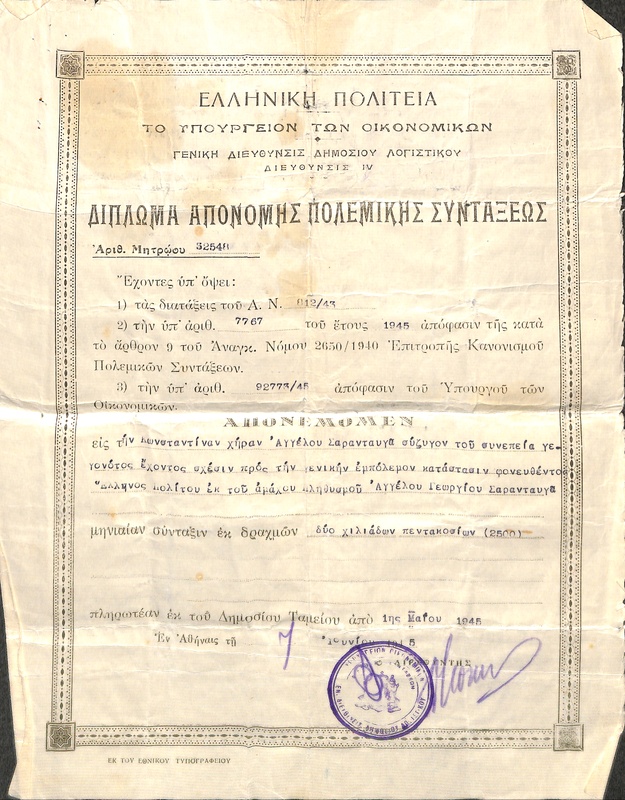 ΕΛΛΗΝΙΚΗ ΠΟΛΙΤΕΙΑ
ΤΟ ΥΠΟΥΡΓΕΙΟΝ ΤΩΝ ΟΙΚΟΝΟΜΙΚΩΝ
ΓΕΝΙΚΗ ΔΙΕΥΘΥΝΣΙΣ ΔΗΜΟΣΙΟΥ ΛΟΓΙΣΤΙΚΟΥ
ΔΙΕΥΘΥΝΣΙΣ IV
ΔΙΠΛΩΜΑ ΑΠΟΝΟΜΗΣ ΠΟΛΕΜΙΚΗΣ ΣΥΝΤΑΞΕΩΣ
Ἀριθ. Μητρῴου 32548
Ἔχοντες ὑπ' ὄψει:
1) τὰς διατάξεις τοῦ Α. Ν. 812/43
2) τὴν ὑπ' ἀριθ. 7767 τοῦ ἔτους 1945 ἀπόφασιν τῆς κατὰ
τὸ ἄρθρον 9 τοῦ Ἀναγκ. Νόμου 2650/1940 Ἐπιτροπῆς Κανονισμοῦ
Πολεμικῶν Συντάξεων.
3) τὴν ὑπ' ἀριθ. 92773/45 ἀπόφασιν τοῦ Ὑπουργοῦ τῶν
Οἰκονομικῶν.
ΑΠΟΝΕΜΟΜΕΝ
εἰς τὴν Κωνσταντίναν χήραν Ἀγγέλου Σαρανταυγᾶ σύζυγον τοῦ συνεπείᾳ γε-
γονότος ἔχοντος σχέσιν πρὸς τὴν γενικὴν ἐμπόλεμον κατάστασιν φονευθέντος
Ἕλληνος πολίτου ἐκ τοῦ ἀμάχου πληθυσμοῦ Ἀγγέλου Γεωργίου Σαρανταυγᾶ
μηνιαίαν σύνταξιν ἐκ δραχμῶν δύο χιλιάδων πεντακοσίων (2500)
πληρωτέαν ἐκ τοῦ Δημοσίου Ταμείου ἀπὸ 1ης Μαΐου 1945
Ἐν Ἀθήναις τῇ 7 Ἰουνίου
ΕΚ ΤΟΥ ΕΘΝΙΚΟΥ ΤΥΠΟΓΡΑΦΕΙΟΥ